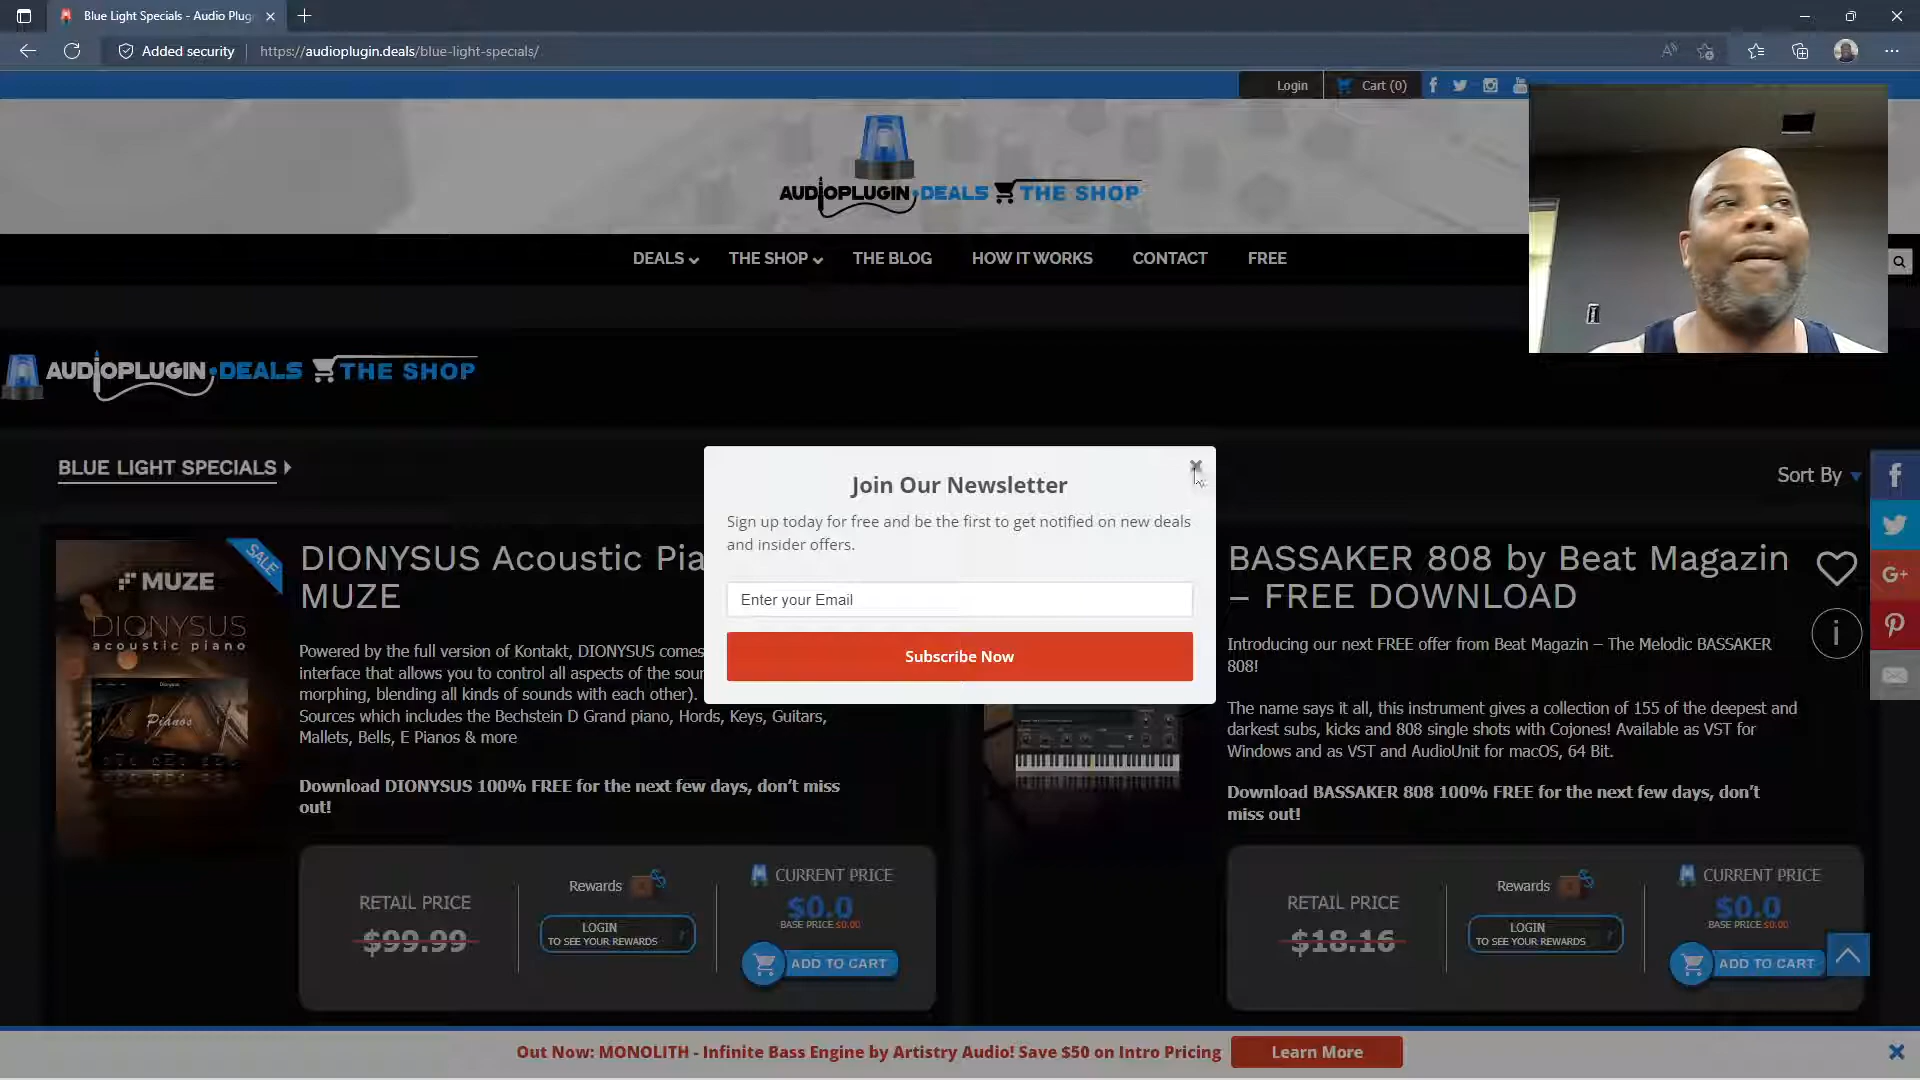 Blue Light Specials - Audio Plug
Added security
https://audioplugin.deals/blue-light-specials/
Login
Cart (0)
AUDIOPLUGIN.DEALS THE SHOP
DEALS
THE SHOP
THE BLOG
HOW IT WORKS
CONTACT
FREE
AUDIOPLUGIN.DEALS THE SHOP
BLUE LIGHT SPECIALS
Sort By
Join Our Newsletter
Sign up today for free and be the first to get notified on new deals
and insider offers.
Enter your Email
Subscribe Now
SALE
MUZE
DIONYSUS
acoustic piano
Pianos
DIONYSUS Acoustic Pia
MUZE
Powered by the full version of Kontakt, DIONYSUS comes
interface that allows you to control all aspects of the sour
morphing, blending all kinds of sounds with each other).
Sources which includes the Bechstein D Grand piano, Hords, Keys, Guitars,
Mallets, Bells, E Pianos & more
Download DIONYSUS 100% FREE for the next few days, don't miss
out!
RETAIL PRICE
$99.99
Rewards
LOGIN
TO SEE YOUR REWARDS
CURRENT PRICE
$0.0
BASE PRICE $0.00
ADD TO CART
BASSAKER 808 by Beat Magazin
– FREE DOWNLOAD
Introducing our next FREE offer from Beat Magazin – The Melodic BASSAKER
808!
The name says it all, this instrument gives a collection of 155 of the deepest and
darkest subs, kicks and 808 single shots with Cojones! Available as VST for
Windows and as VST and AudioUnit for macOS, 64 Bit.
Download BASSAKER 808 100% FREE for the next few days, don't
miss out!
RETAIL PRICE
$18.16
Rewards
LOGIN
TO SEE YOUR REWARDS
CURRENT PRICE
$0.0
BASE PRICE $0.00
ADD TO CART
Out Now: MONOLITH - Infinite Bass Engine by Artistry Audio! Save $50 on Intro Pricing
Learn More